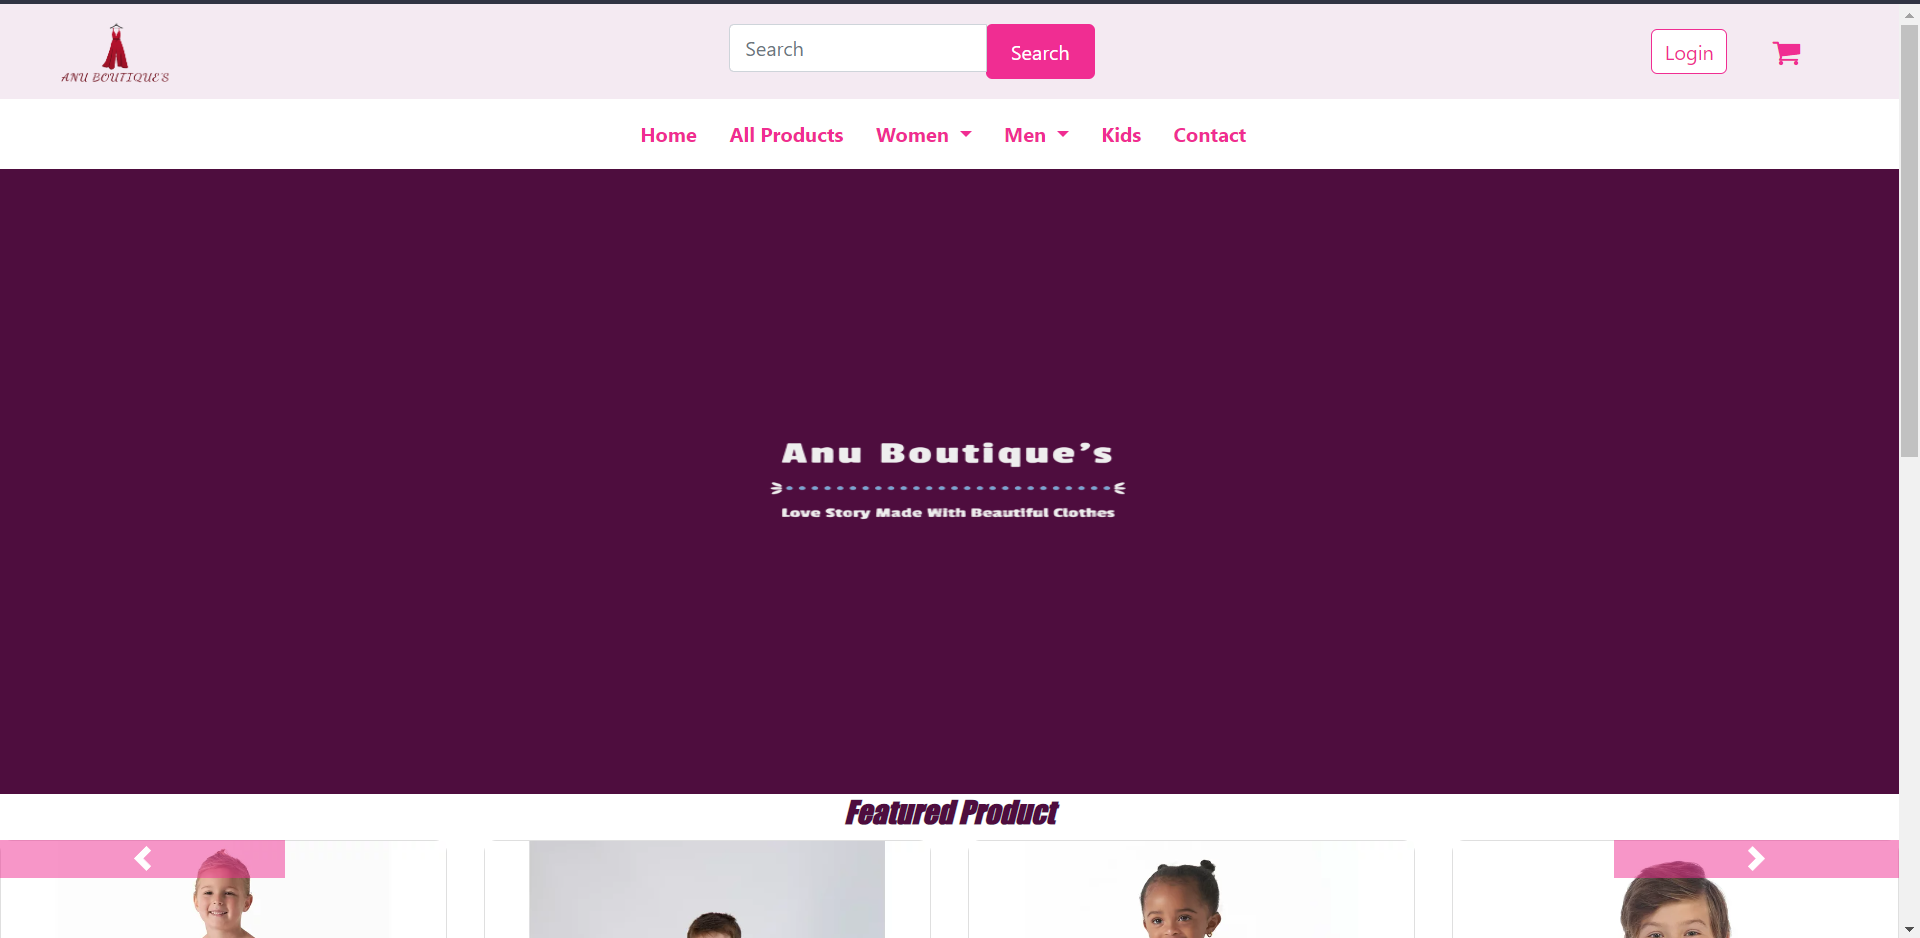 ANU BOUTIQUE'S
Search
Search
Login
Home
All Products
Women
Men
Kids
Contact
Anu Boutique's
Love Story Made With Beautiful Clothes
Featured Product